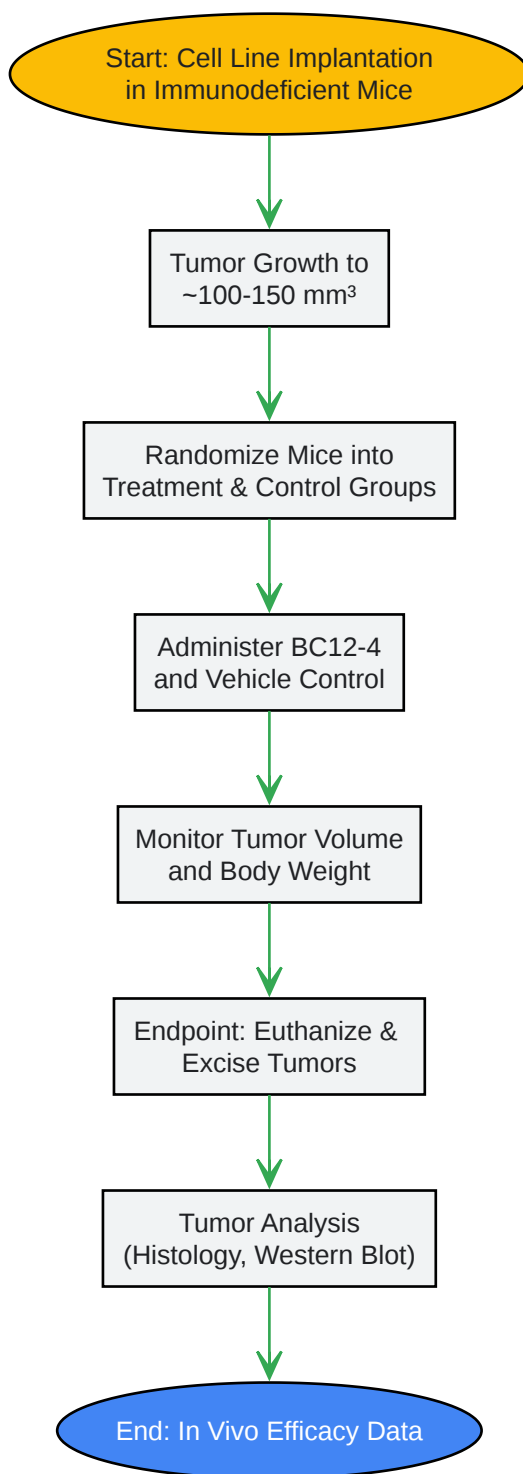 Start: Cell Line Implantation
in Immunodeficient Mice
Tumor Growth to
~100-150 mm³
Randomize Mice into
Treatment & Control Groups
Administer BC12-4
and Vehicle Control
Monitor Tumor Volume
and Body Weight
Endpoint: Euthanize &
Excise Tumors
Tumor Analysis
(Histology, Western Blot)
End: In Vivo Efficacy Data